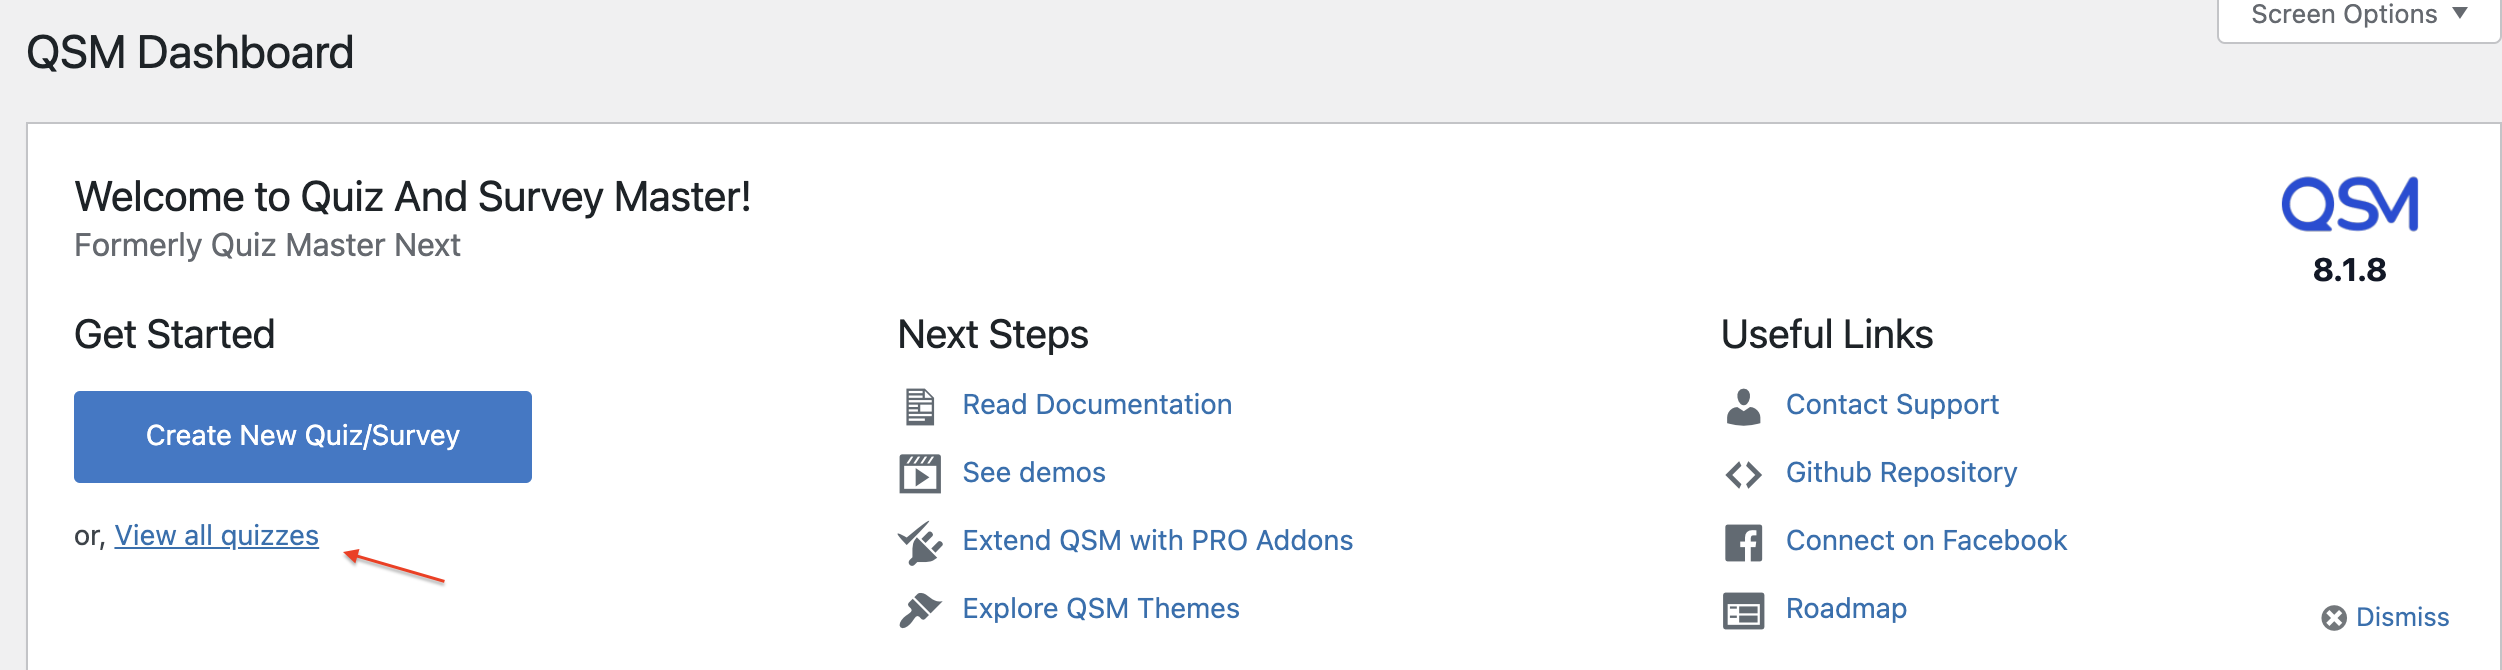 Screen Options
QSM Dashboard
Welcome to Quiz And Survey Master!
Formerly Quiz Master Next
QSM
8.1.8
Get Started
Create New Quiz/Survey
or, View all quizzes
Next Steps
Read Documentation
See demos
Extend QSM with PRO Addons
Explore QSM Themes
Useful Links
Contact Support
Github Repository
Connect on Facebook
Roadmap
Dismiss